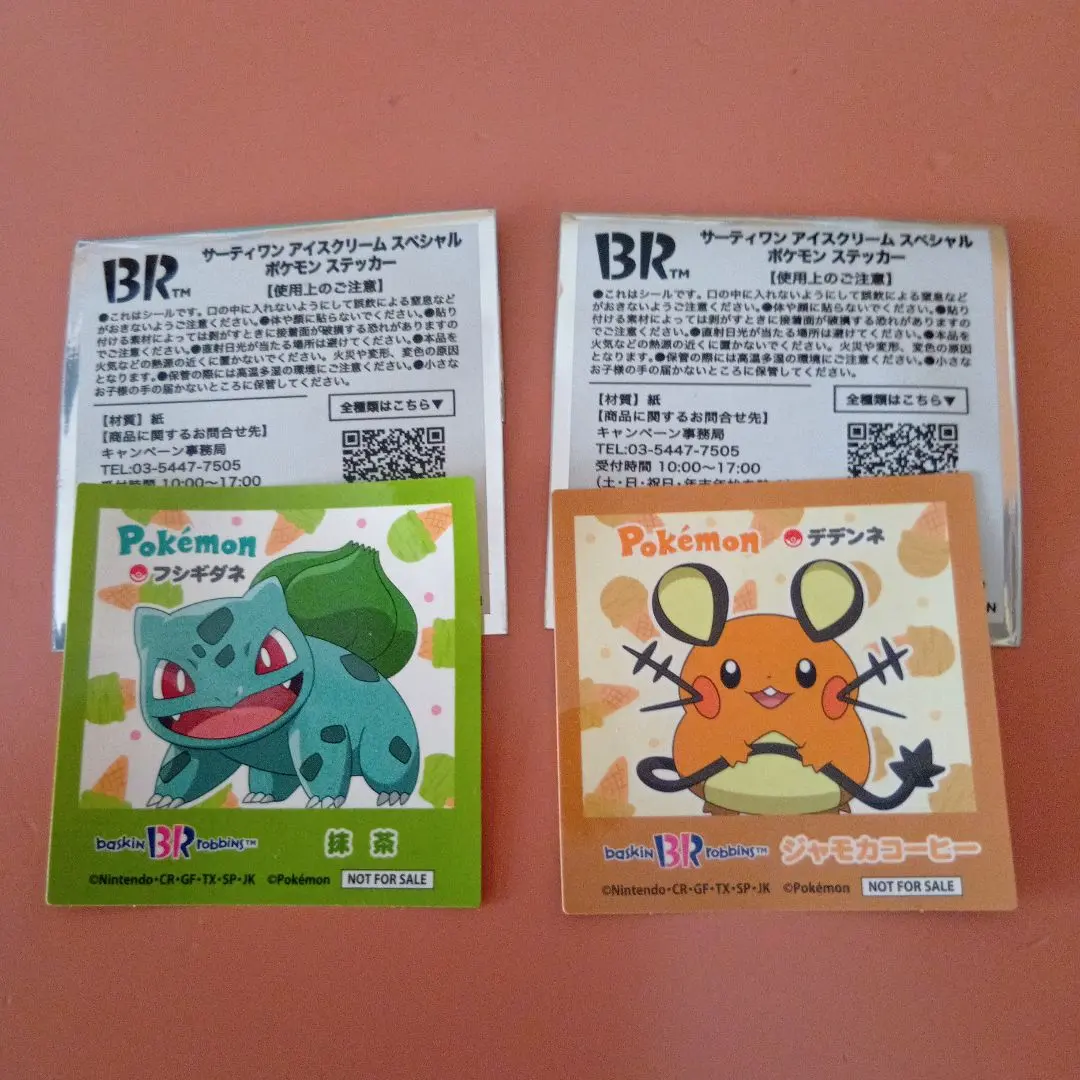 BR™
サーティワン アイスクリーム スペシャル
ポケモン ステッカー
【使用上のご注意】
●これはシールです。口の中に入れないようにして誤飲による窒息など
がおきないようご注意ください。●体や顔に貼らないでください。●貼り
付ける素材によっては剥がすときに接着面が破損する恐れがありますの
でご注意ください。●直射日光が当たる場所は避けてください。●本品を
火気などの熱源の近くに置かないでください。火災や変形、変色の原因
となります。●保管の際には高温多湿の環境にご注意ください。●小さな
お子様の手の届かないところに保管してください。
【材質】紙
【商品に関するお問合せ先】
キャンペーン事務局
TEL:03-5447-7505
受付時間 10:00〜17:00
全種類はこちら▼
BR™
サーティワン アイスクリーム スペシャル
ポケモン ステッカー
【使用上のご注意】
●これはシールです。口の中に入れないようにして誤飲による窒息など
がおきないようご注意ください。●体や顔に貼らないでください。●貼り
付ける素材によっては剥がすときに接着面が破損する恐れがありますの
でご注意ください。●直射日光が当たる場所は避けてください。●本品を
火気などの熱源の近くに置かないでください。火災や変形、変色の原因
となります。●保管の際には高温多湿の環境にご注意ください。●小さな
お子様の手の届かないところに保管してください。
【材質】紙
【商品に関するお問合せ先】
キャンペーン事務局
TEL:03-5447-7505
受付時間 10:00〜17:00
(土・日・祝日・年末年始
全種類はこちら▼
Pokémon
フシギダネ
baskin BR robbins™ 抹茶
©Nintendo・CR・GF・TX・SP・JK ©Pokémon NOT FOR SALE
Pokémon デデンネ
baskin BR robbins™ ジャモカコーヒー
©Nintendo・CR・GF・TX・SP・JK ©Pokémon NOT FOR SALE